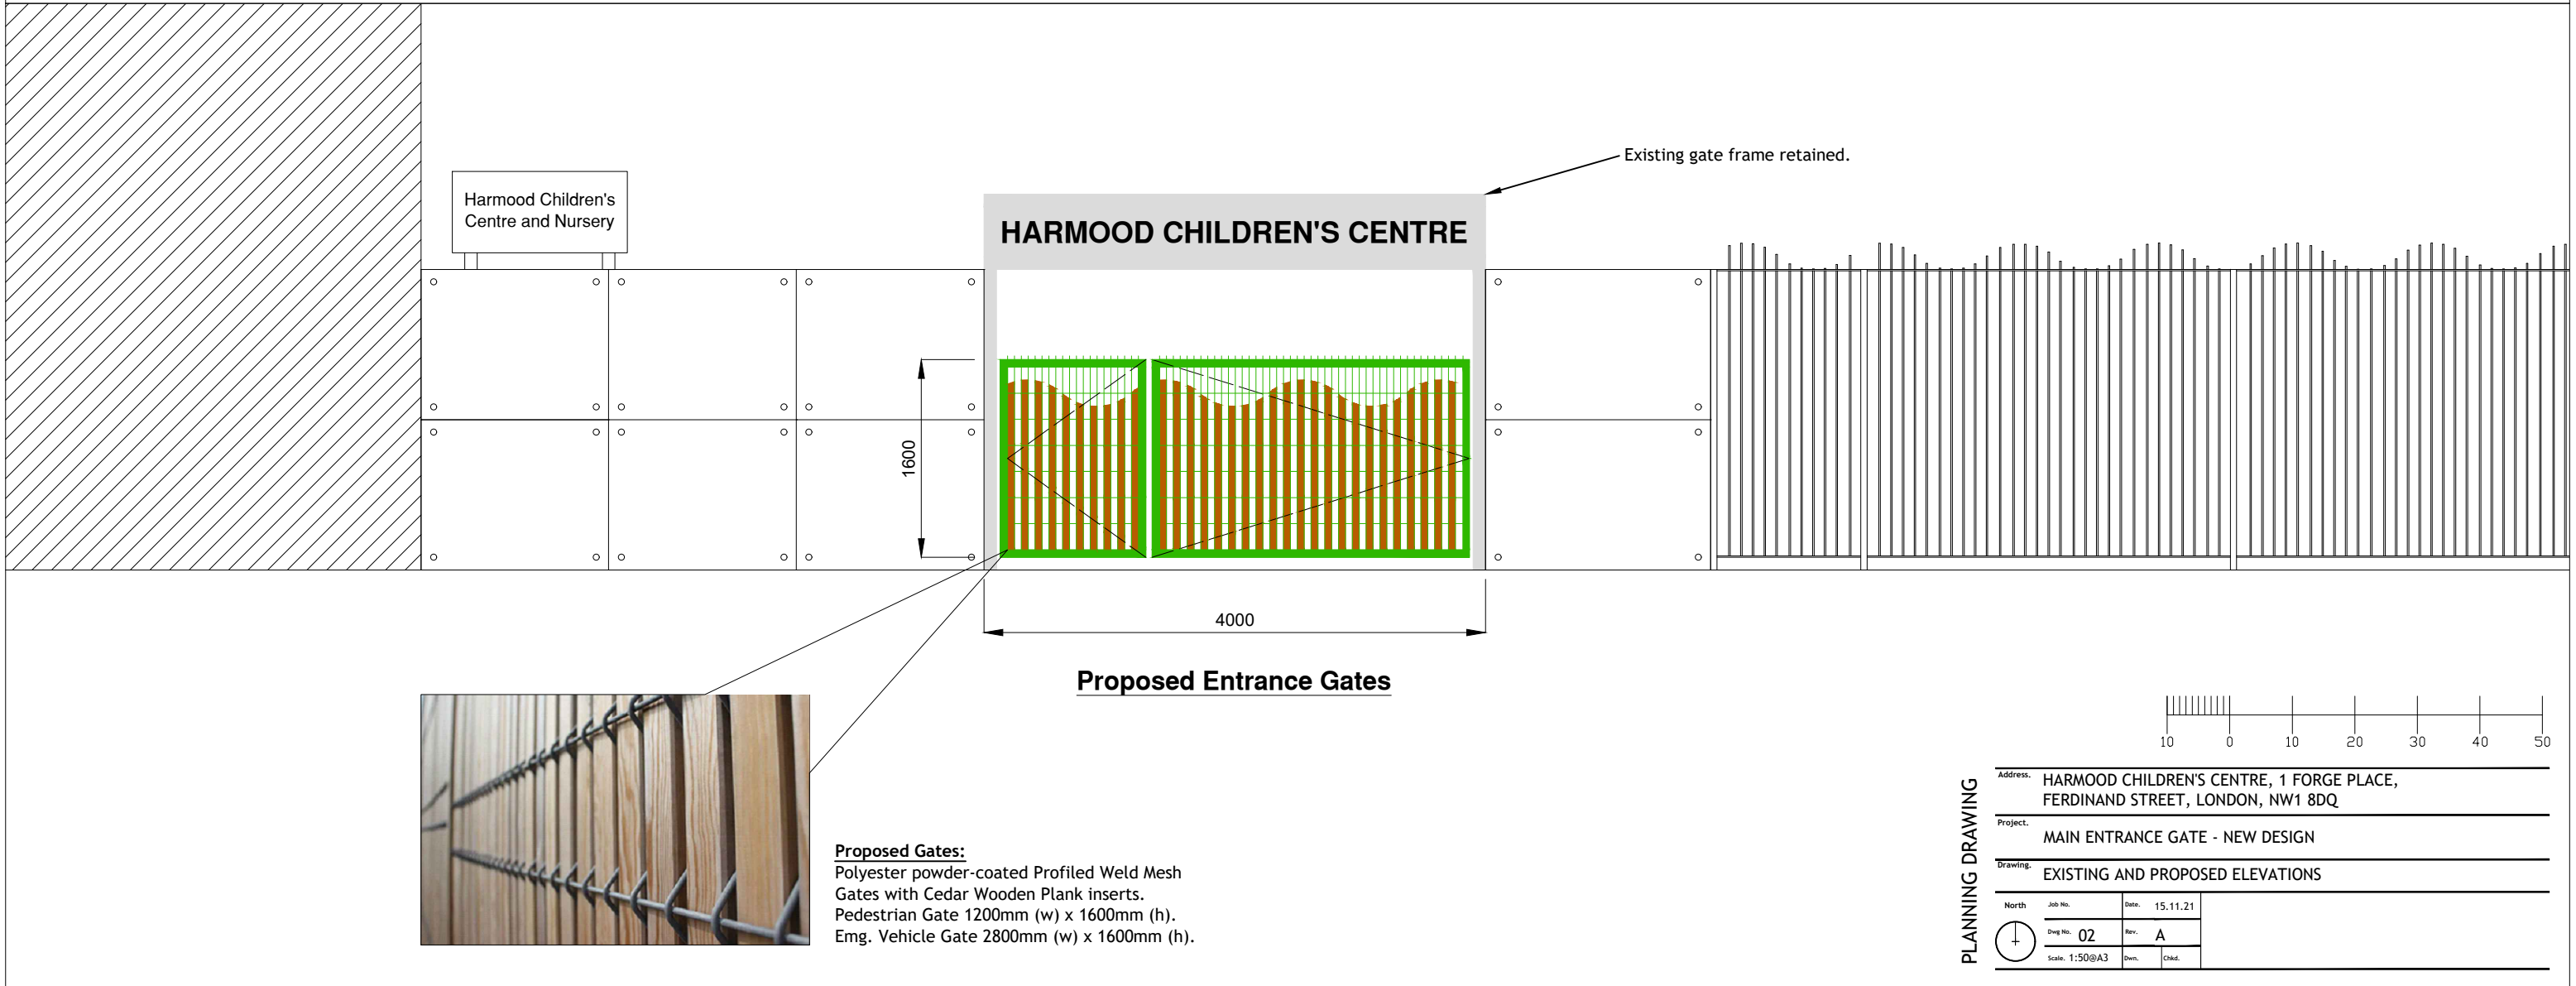 Existing gate frame retained.
Harmood Children's
Centre and Nursery
HARMOOD CHILDREN'S CENTRE
1600
4000
Proposed Entrance Gates
Proposed Gates:
Polyester powder-coated Profiled Weld Mesh
Gates with Cedar Wooden Plank inserts.
Pedestrian Gate 1200mm (w) x 1600mm (h).
Emg. Vehicle Gate 2800mm (w) x 1600mm (h).
10 0 10 20 30 40 50
PLANNING DRAWING
Address. HARMOOD CHILDREN'S CENTRE, 1 FORGE PLACE,
FERDINAND STREET, LONDON, NW1 8DQ
Project. MAIN ENTRANCE GATE - NEW DESIGN
Drawing. EXISTING AND PROPOSED ELEVATIONS
North Job No. Date. 15.11.21
Dwg No. 02 Rev. A
Scale. 1:50@A3 Dwn. Chkd.